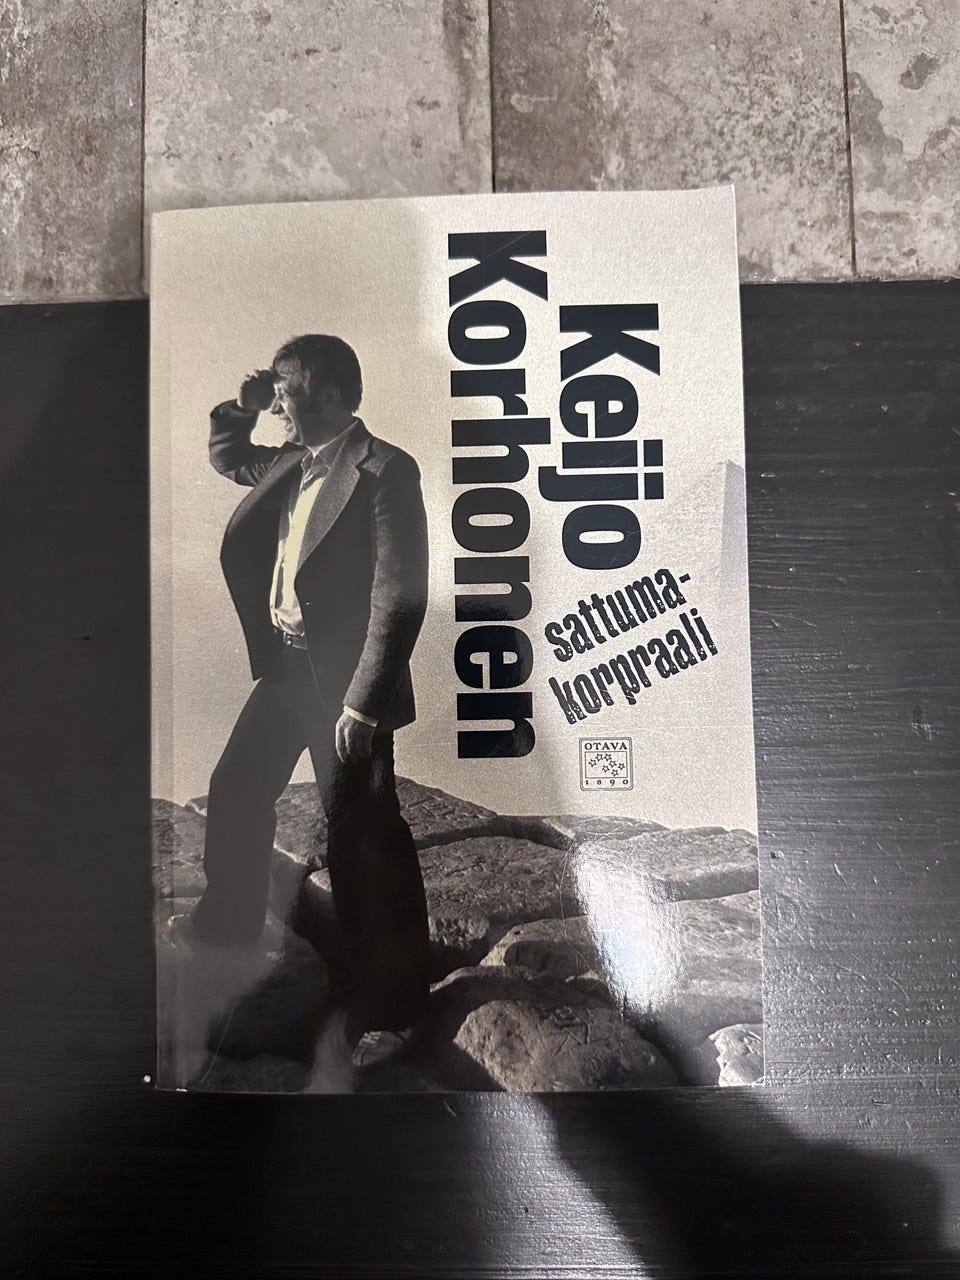 Keijo
Korhonen
sattuma-
korpraali
OTAVA
1890